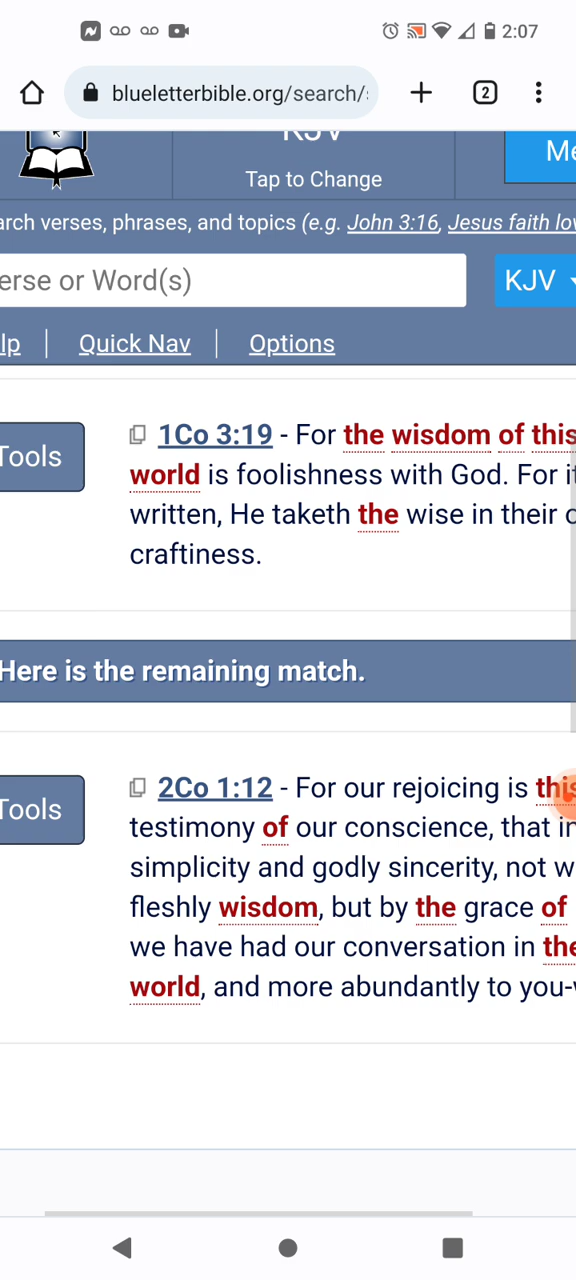 2:07
blueletterbible.org/search/
2
KJV
Tap to Change
Me
arch verses, phrases, and topics (e.g. John 3:16, Jesus faith lov
erse or Word(s)
KJV
lp | Quick Nav | Options
Tools
1Co 3:19 - For the wisdom of this
world is foolishness with God. For it
written, He taketh the wise in their o
craftiness.
Here is the remaining match.
Tools
2Co 1:12 - For our rejoicing is this
testimony of our conscience, that in
simplicity and godly sincerity, not w
fleshly wisdom, but by the grace of
we have had our conversation in the
world, and more abundantly to you-